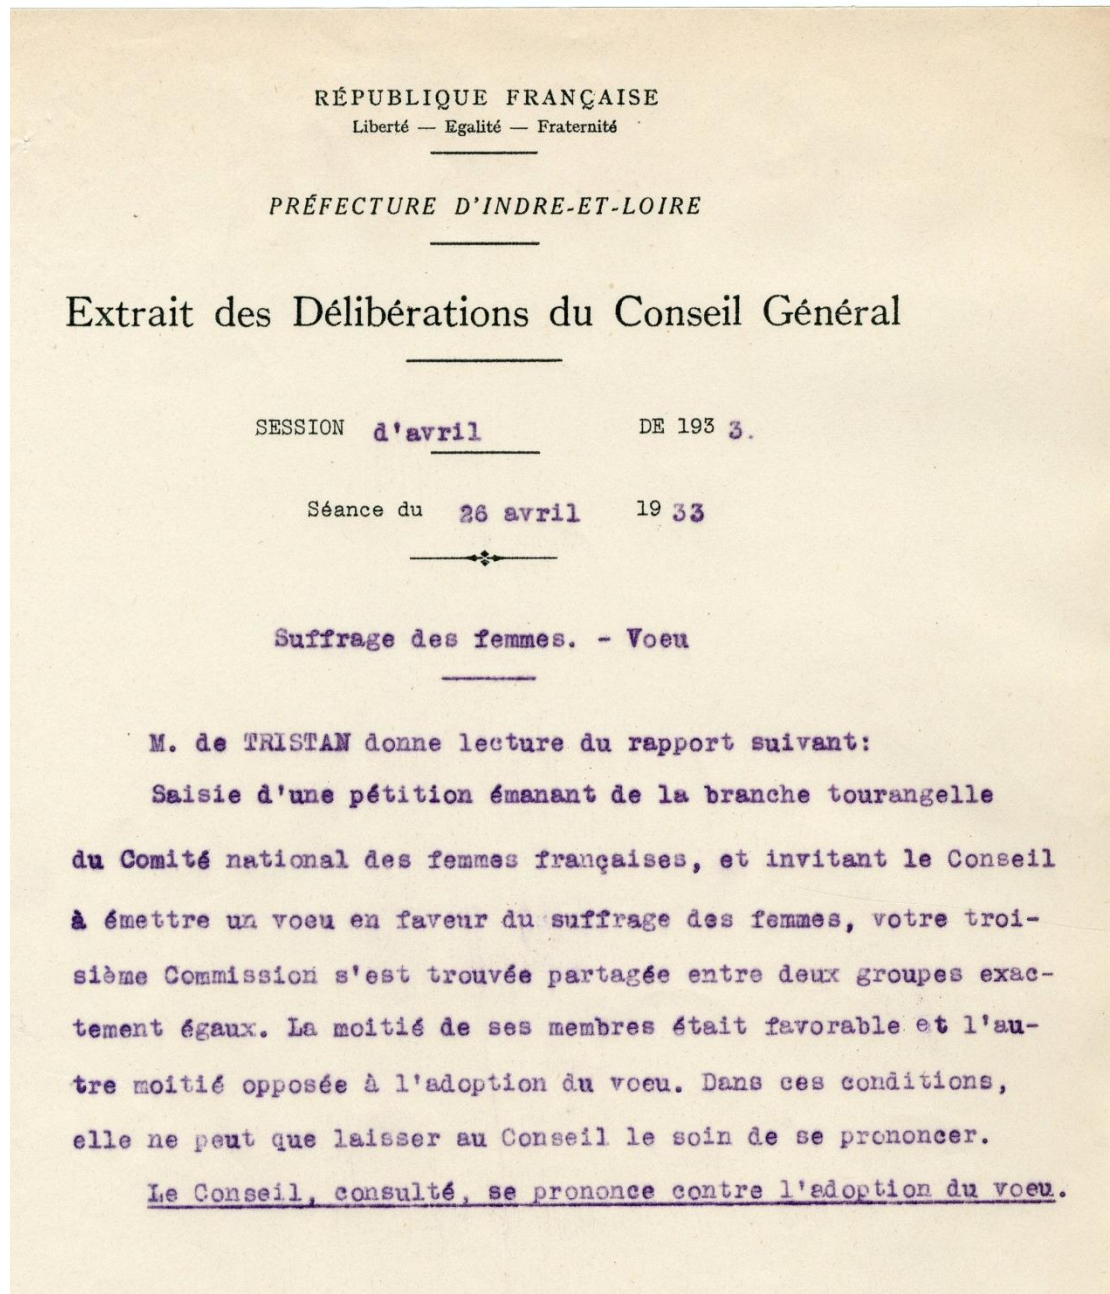 RÉPUBLIQUE FRANÇAISE
Liberté — Egalité — Fraternité
PRÉFECTURE D'INDRE-ET-LOIRE
Extrait des Délibérations du Conseil Général
SESSION d'avril DE 193 3.
Séance du 26 avril 19 33
Suffrage des femmes. - Voeu
M. de TRISTAN donne lecture du rapport suivant:
Saisie d'une pétition émanant de la branche tourangelle
du Comité national des femmes françaises, et invitant le Conseil
à émettre un voeu en faveur du suffrage des femmes, votre troi-
sième Commission s'est trouvée partagée entre deux groupes exac-
tement égaux. La moitié de ses membres était favorable et l'au-
tre moitié opposée à l'adoption du voeu. Dans ces conditions,
elle ne peut que laisser au Conseil le soin de se prononcer.
Le Conseil, consulté, se prononce contre l'adoption du voeu.